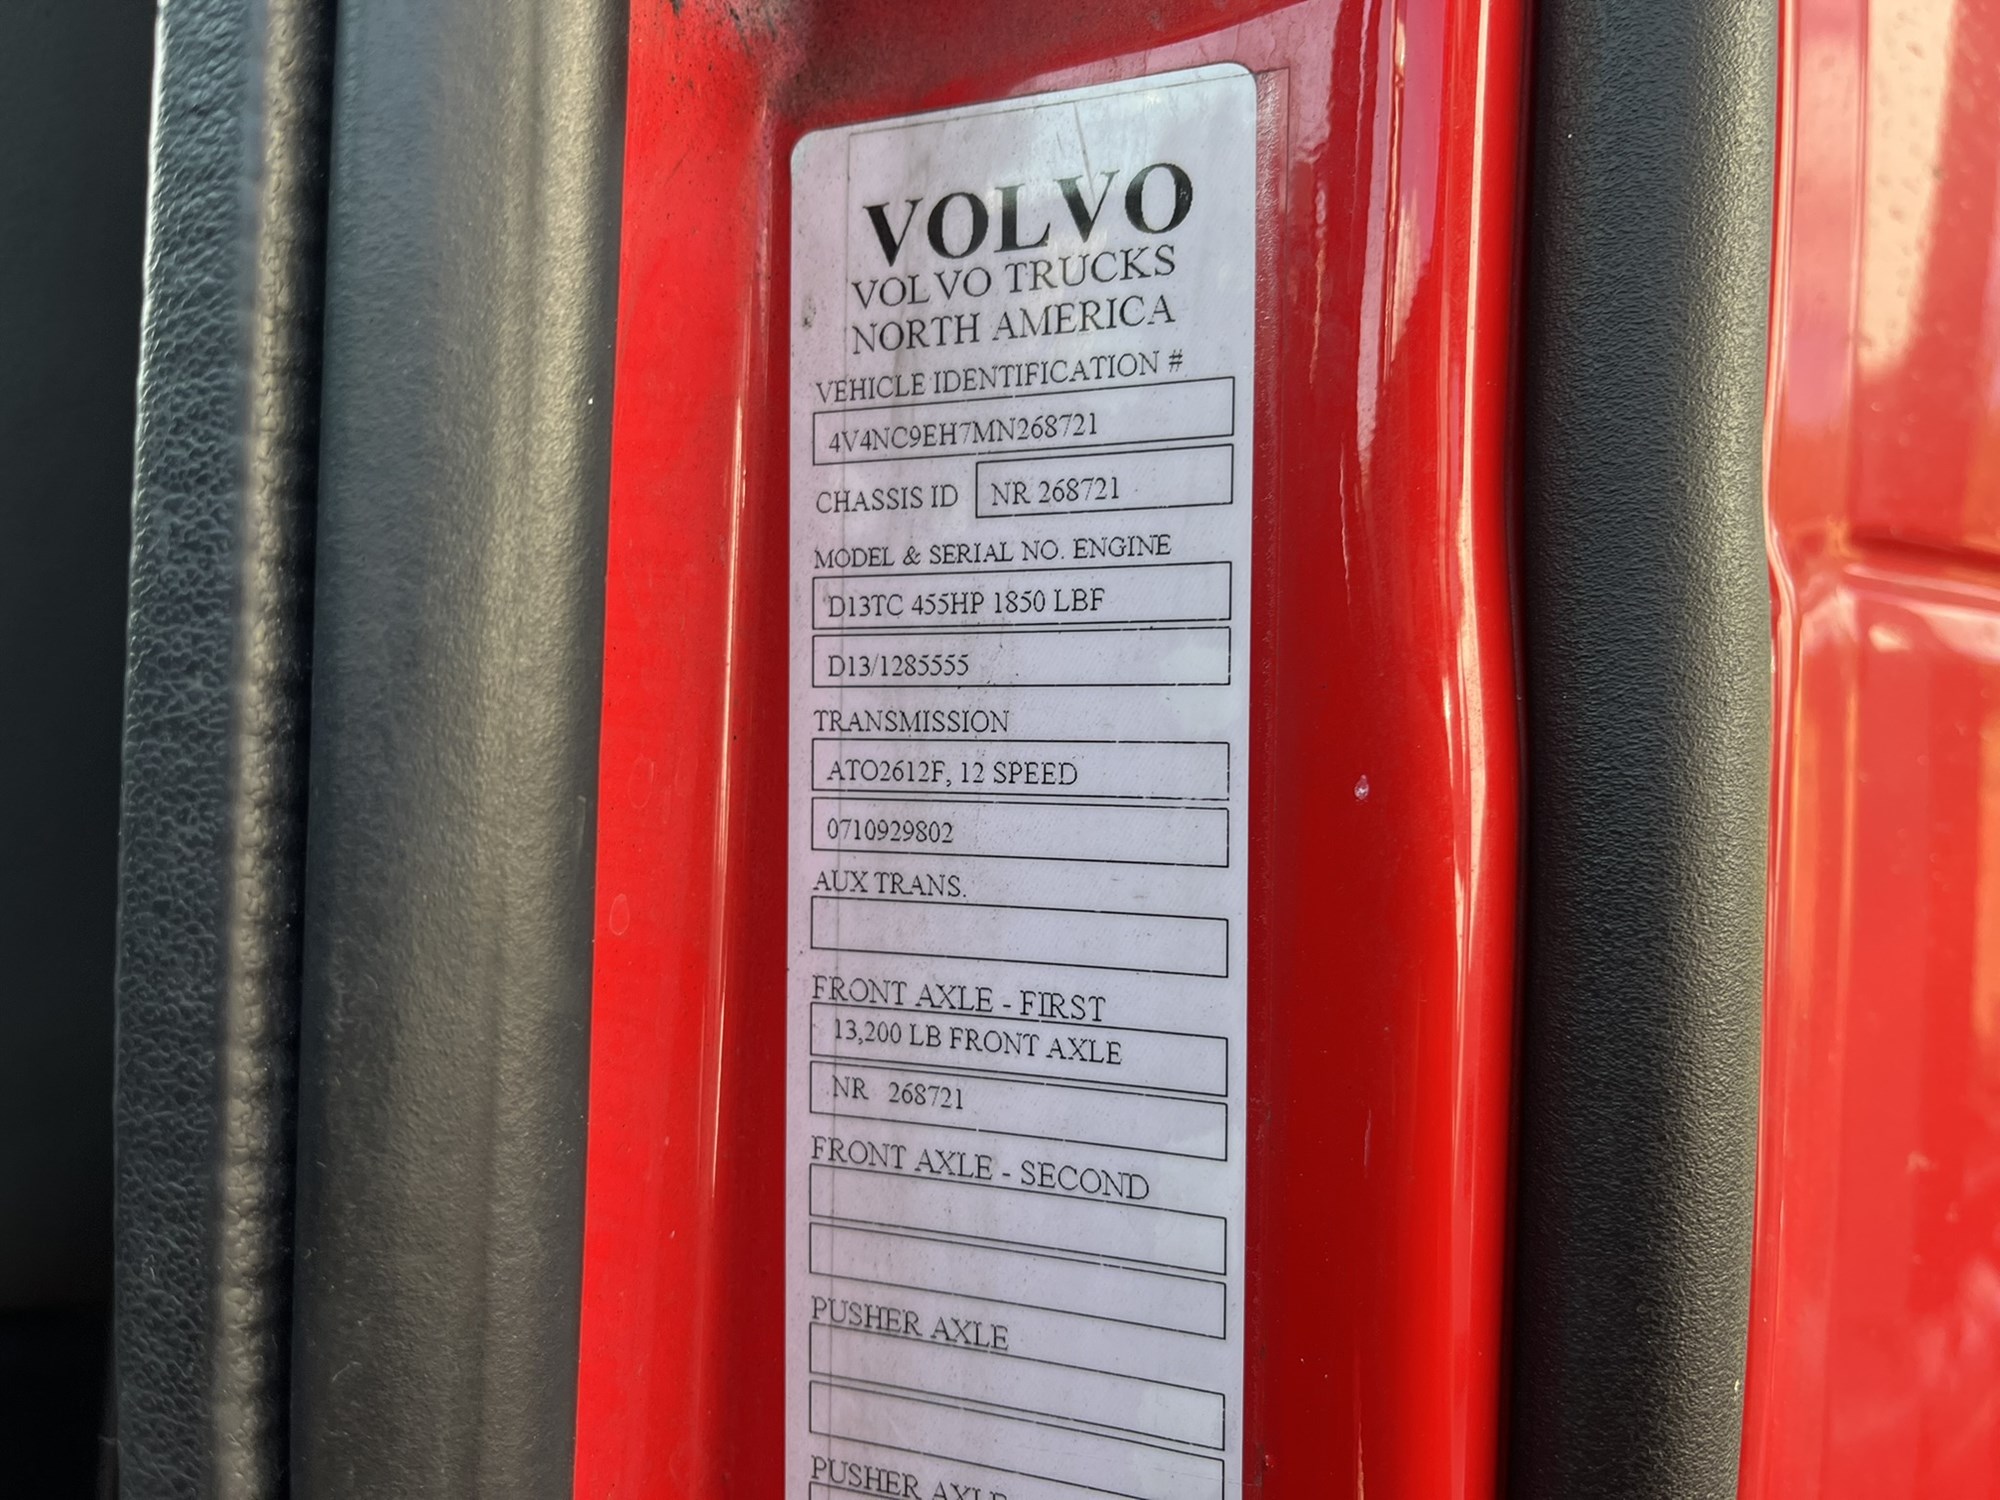 VOLVO
VOLVO TRUCKS
NORTH AMERICA
VEHICLE IDENTIFICATION #
4V4NC9EH7MN268721
CHASSIS ID NR 268721
MODEL & SERIAL NO. ENGINE
D13TC 455HP 1850 LBF
D13/1285555
TRANSMISSION
ATO2612F, 12 SPEED
0710929802
AUX TRANS.
FRONT AXLE - FIRST
13,200 LB FRONT AXLE
NR 268721
FRONT AXLE - SECOND
PUSHER AXLE
PUSHER AXLE